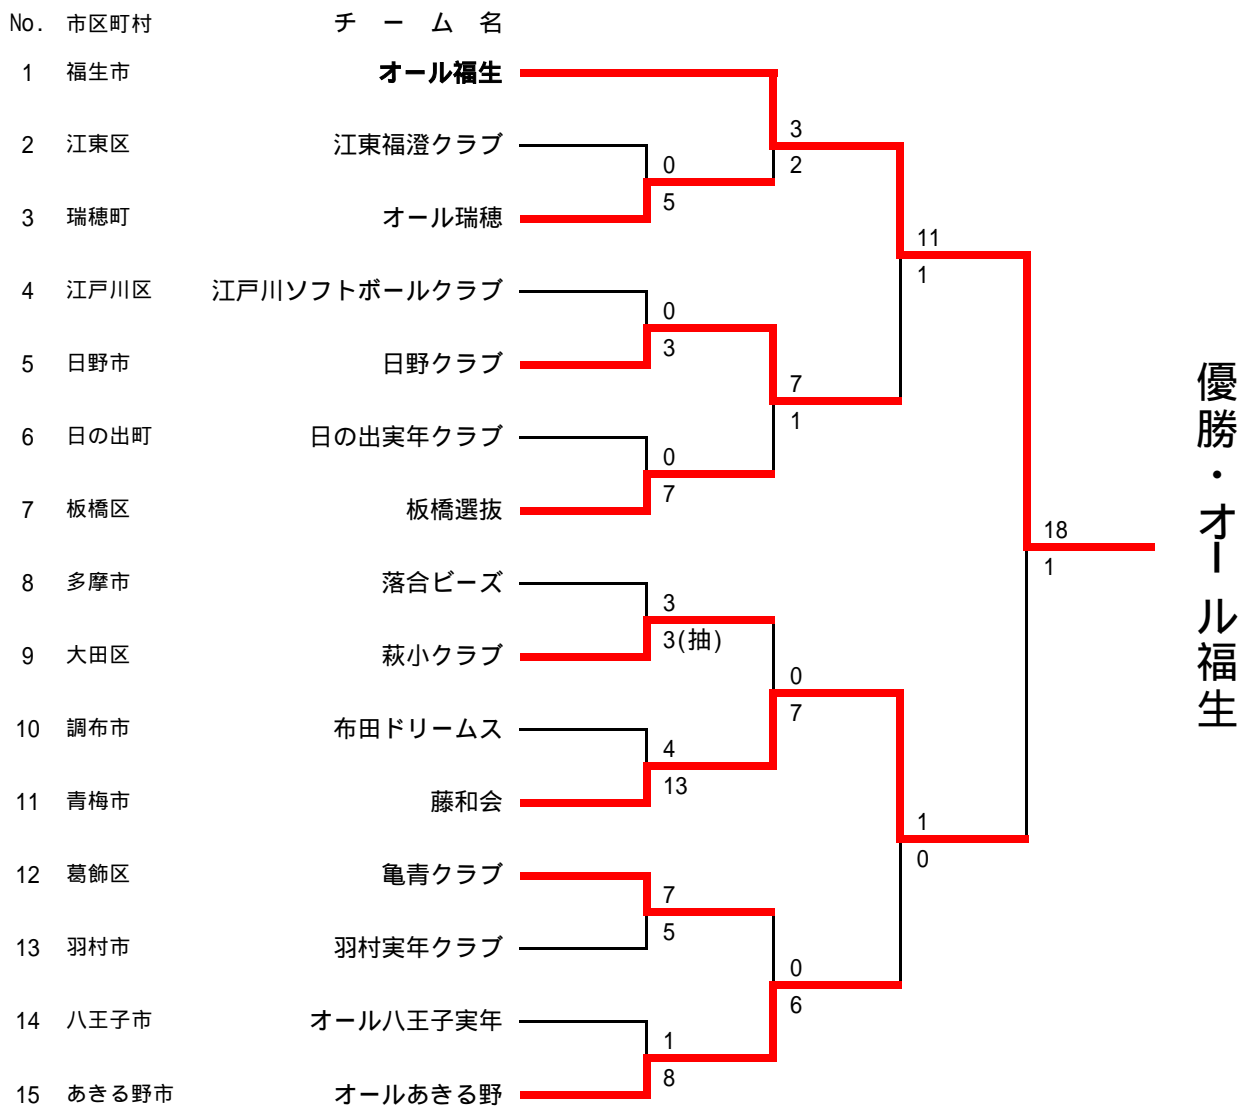 No. 市区町村 チーム名
1 福生市 オール福生
3
2 江東区 江東福澄クラブ
0 2
5
3 瑞穂町 オール瑞穂
11
1
4 江戸川区 江戸川ソフトボールクラブ
0
3
5 日野市 日野クラブ
7
1
6 日の出町 日の出実年クラブ
0
7
7 板橋区 板橋選抜
18
1
優勝・オール福生
8 多摩市 落合ビーズ
3
3(抽)
9 大田区 萩小クラブ
0
7
10 調布市 布田ドリームス
4
13
11 青梅市 藤和会
1
0
12 葛飾区 亀青クラブ
7
5
13 羽村市 羽村実年クラブ
0
6
14 八王子市 オール八王子実年
1
8
15 あきる野市 オールあきる野